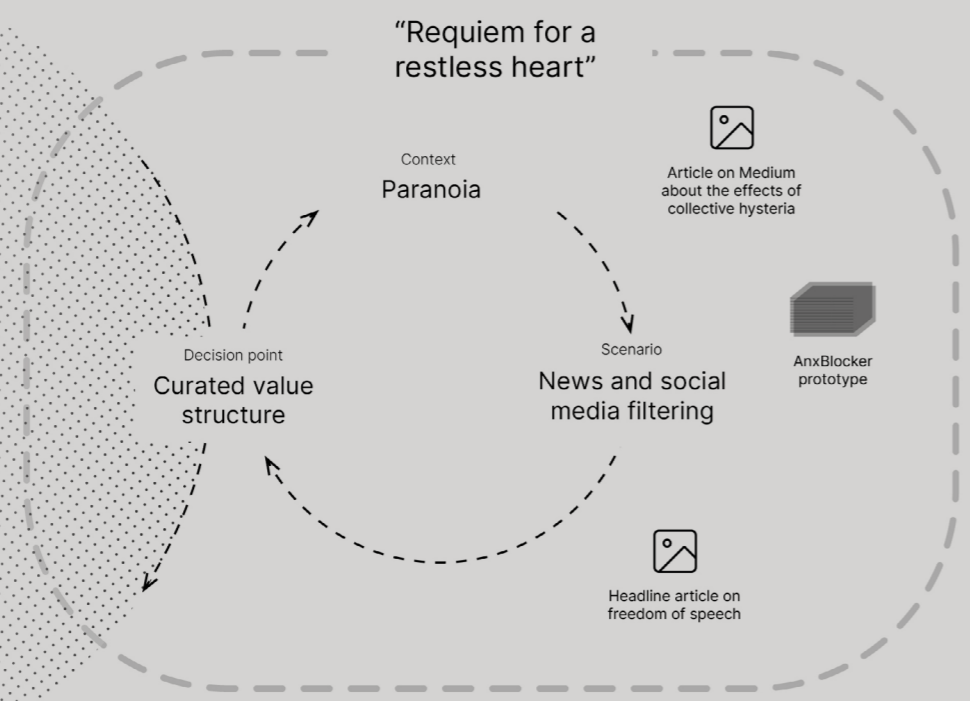 “Requiem for a
restless heart”
Context
Paranoia
Article on Medium
about the effects of
collective hysteria
Decision point
Curated value
structure
Scenario
News and social
media filtering
AnxBlocker
prototype
Headline article on
freedom of speech